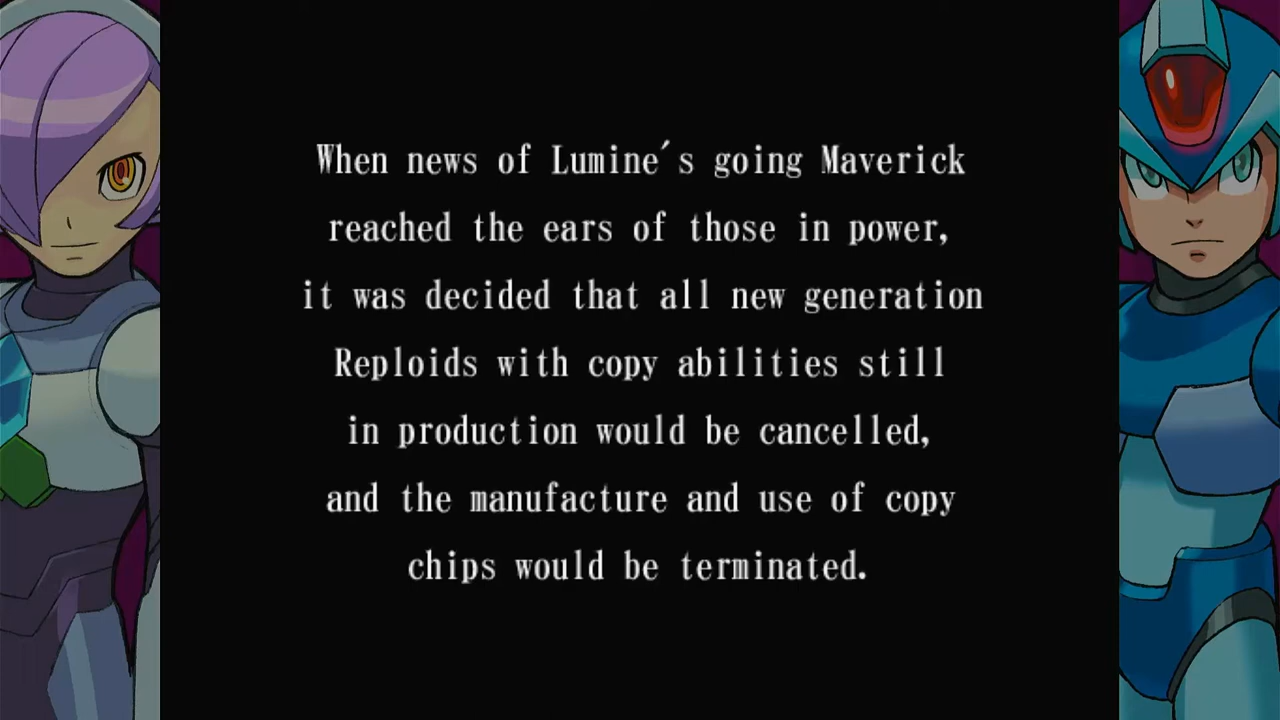 When news of Lumine´s going Maverick
reached the ears of those in power,
it was decided that all new generation
Reploids with copy abilities still
in production would be cancelled,
and the manufacture and use of copy
chips would be terminated.